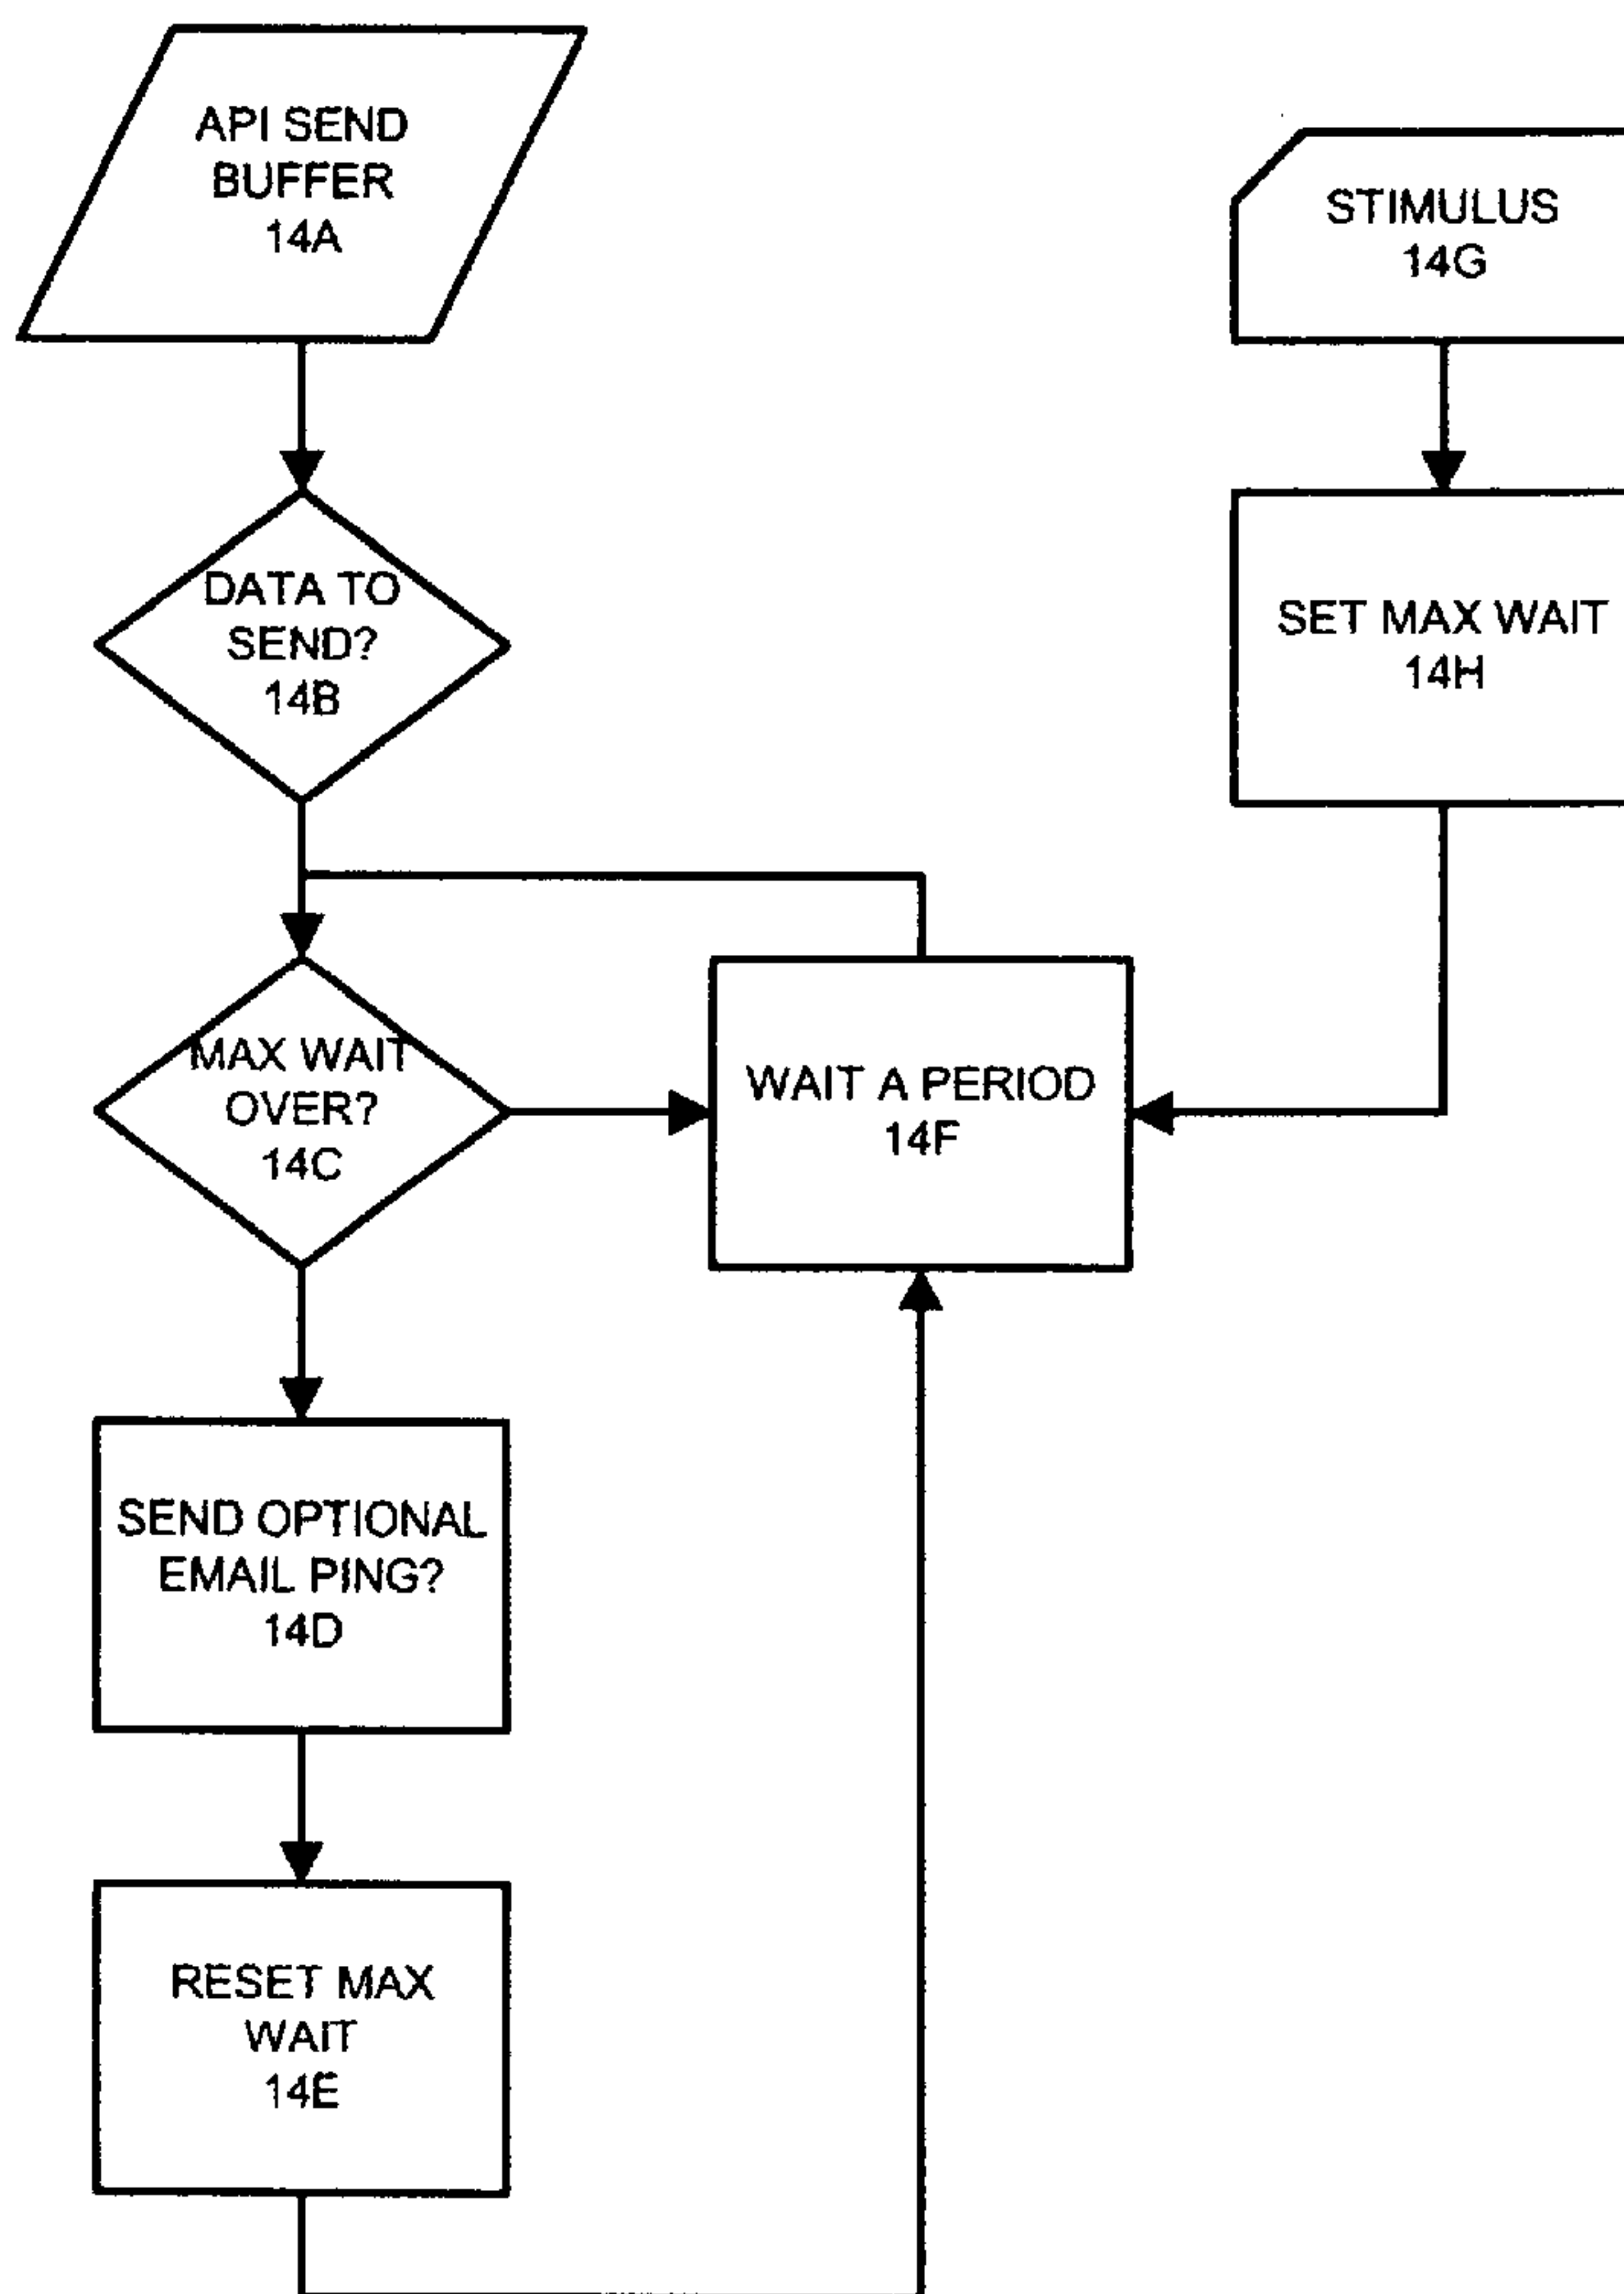 API SEND
BUFFER
14A
STIMULUS
14G
DATA TO
SEND?
14B
SET MAX WAIT
14H
MAX WAIT
OVER?
14C
WAIT A PERIOD
14F
SEND OPTIONAL
EMAIL PING?
14D
RESET MAX
WAIT
14E